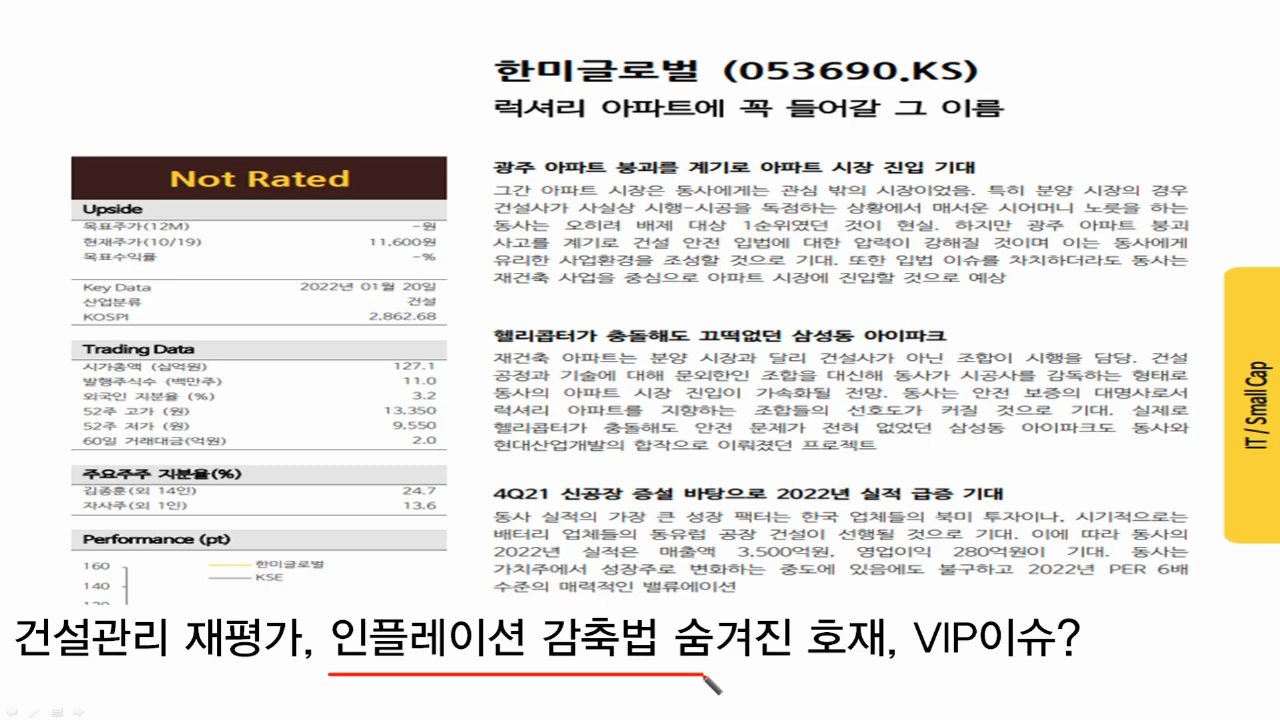 한미글로벌 (053690.KS)
럭셔리 아파트에 꼭 들어갈 그 이름
Not Rated
Upside
목표주가(12M) -원
현재주가(10/19) 11,600원
목표수익률 -%
Key Data 2022년 01월 20일
산업분류 건설
KOSPI 2,862.68
Trading Data
시가총액 (십억원) 127.1
발행주식수 (백만주) 11.0
외국인 지분율 (%) 3.2
52주 고가 (원) 13,350
52주 저가 (원) 9,550
60일 거래대금(억원) 2.0
주요주주 지분율(%)
김종훈(외 14인) 24.7
자사주(외 1인) 13.6
Performance (pt)
160
140
한미글로벌
KSE
광주 아파트 붕괴를 계기로 아파트 시장 진입 기대
그간 아파트 시장은 동사에게는 관심 밖의 시장이었음. 특히 분양 시장의 경우
건설사가 사실상 시행-시공을 독점하는 상황에서 매서운 시어머니 노릇을 하는
동사는 오히려 배제 대상 1순위였던 것이 현실. 하지만 광주 아파트 붕괴
사고를 계기로 건설 안전 입법에 대한 압력이 강해질 것이며 이는 동사에게
유리한 사업환경을 조성할 것으로 기대. 또한 입법 이슈를 차치하더라도 동사는
재건축 사업을 중심으로 아파트 시장에 진입할 것으로 예상
헬리콥터가 충돌해도 끄떡없던 삼성동 아이파크
재건축 아파트는 분양 시장과 달리 건설사가 아닌 조합이 시행을 담당. 건설
공정과 기술에 대해 문외한인 조합을 대신해 동사가 시공사를 감독하는 형태로
동사의 아파트 시장 진입이 가속화될 전망. 동사는 안전 보증의 대명사로서
럭셔리 아파트를 지향하는 조합들의 선호도가 커질 것으로 기대. 실제로
헬리콥터가 충돌해도 안전 문제가 전혀 없었던 삼성동 아이파크도 동사와
현대산업개발의 합작으로 이뤄졌던 프로젝트
4Q21 신공장 증설 바탕으로 2022년 실적 급증 기대
동사 실적의 가장 큰 성장 팩터는 한국 업체들의 북미 투자이나, 시기적으로는
배터리 업체들의 동유럽 공장 건설이 선행될 것으로 기대. 이에 따라 동사의
2022년 실적은 매출액 3,500억원, 영업이익 280억원이 기대. 동사는
가치주에서 성장주로 변화하는 중도에 있음에도 불구하고 2022년 PER 6배
수준의 매력적인 밸류에이션
IT / Small Cap
건설관리 재평가, 인플레이션 감축법 숨겨진 호재, VIP이슈?